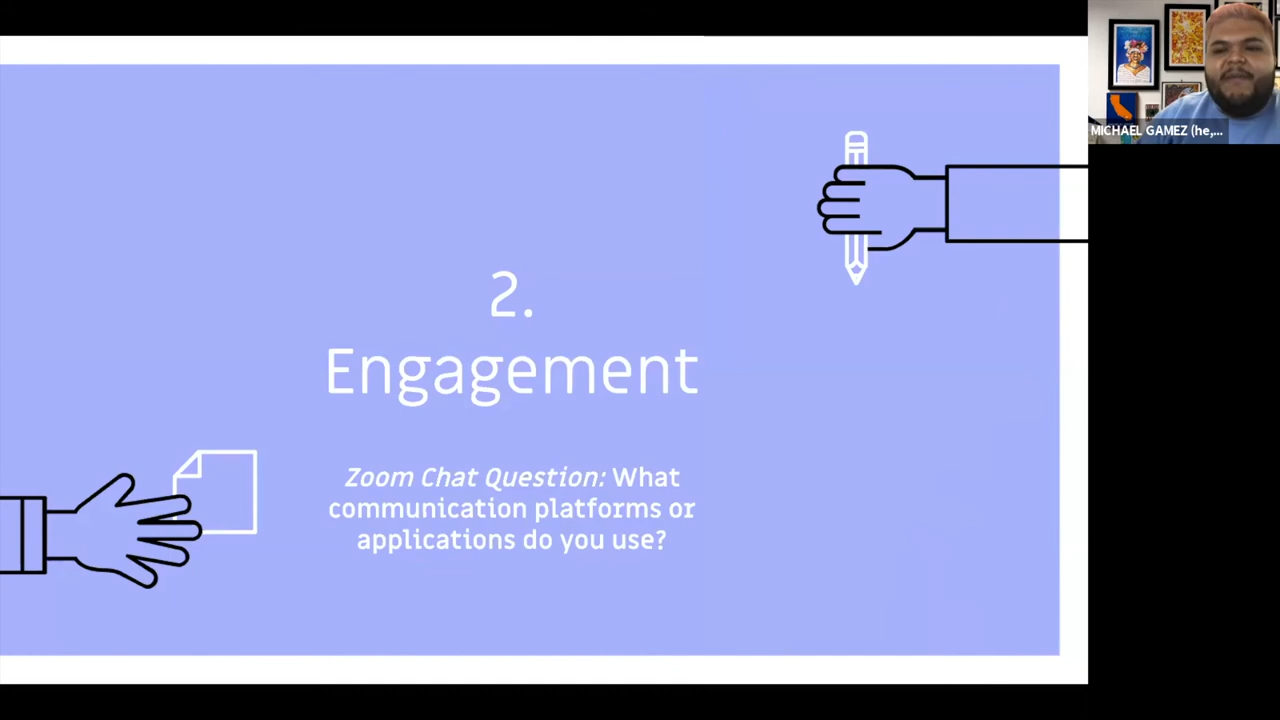 2.
Engagement
Zoom Chat Question: What
communication platforms or
applications do you use?
MICHAEL GAMEZ (he,...